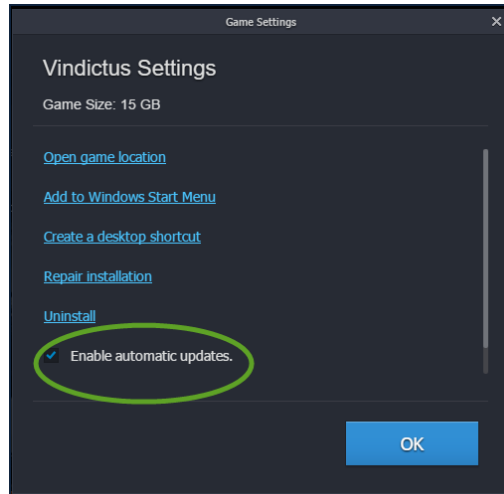 Game Settings
Vindictus Settings
Game Size: 15 GB
Open game location
Add to Windows Start Menu
Create a desktop shortcut
Repair installation
Uninstall
Enable automatic updates.
OK